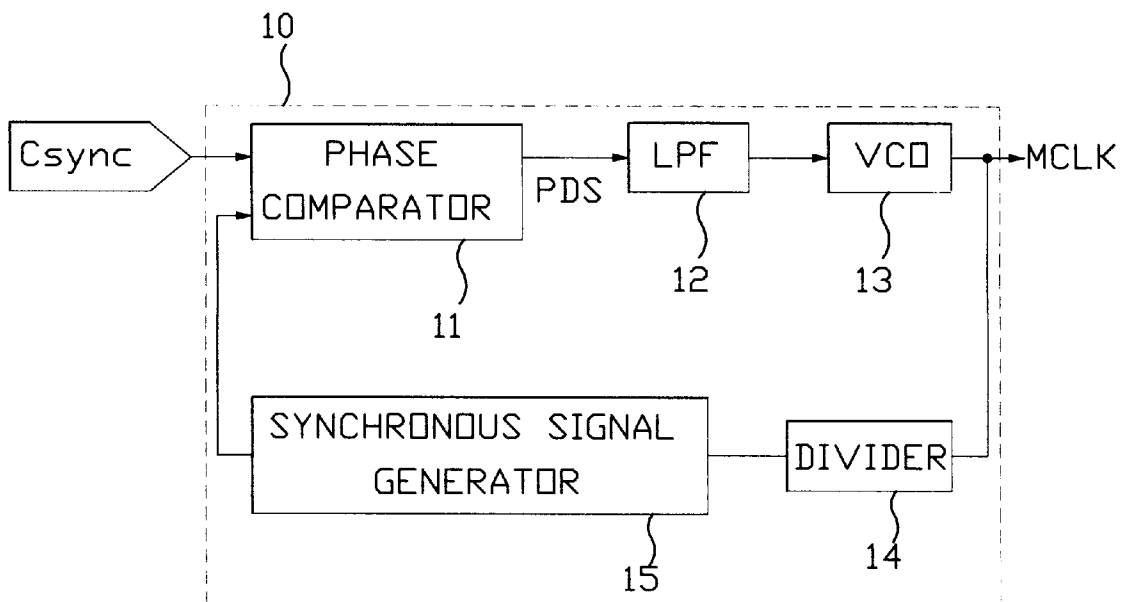 10
Csync
PHASE
COMPARATOR
PDS
LPF
VCO
MCLK
11
12
13
SYNCHRONOUS SIGNAL
GENERATOR
DIVIDER
15
14